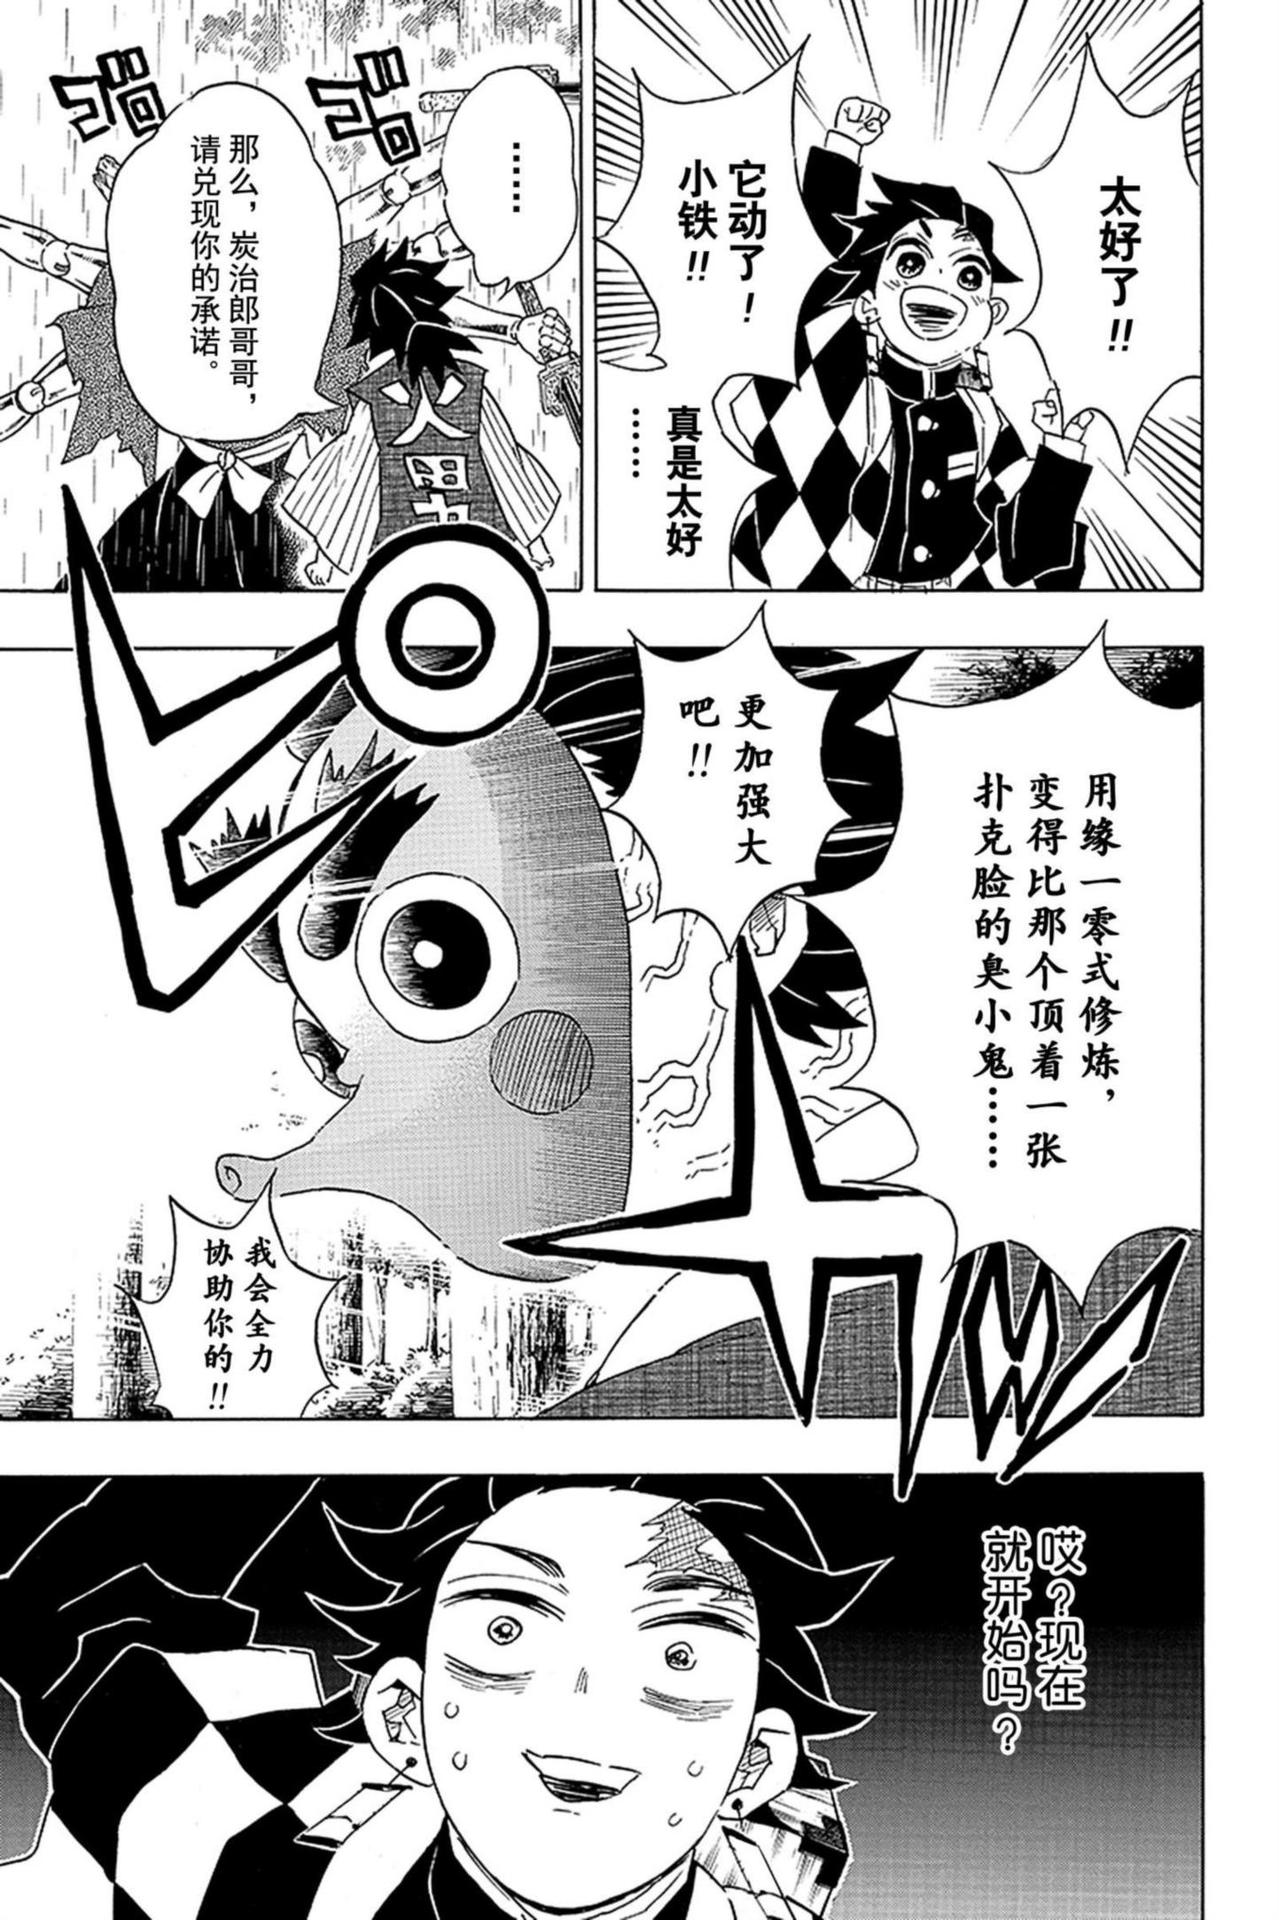 太好了!!
它动了!
小铁!!
真是太好
……
……
那么，炭治郎哥哥，
请兑现你的承诺。
用缘一零式修炼，
变得比那个顶着一张
扑克脸的臭小鬼……
更加强大
吧!!
我会全力
协助你的!!
哎？现在
就开始吗？